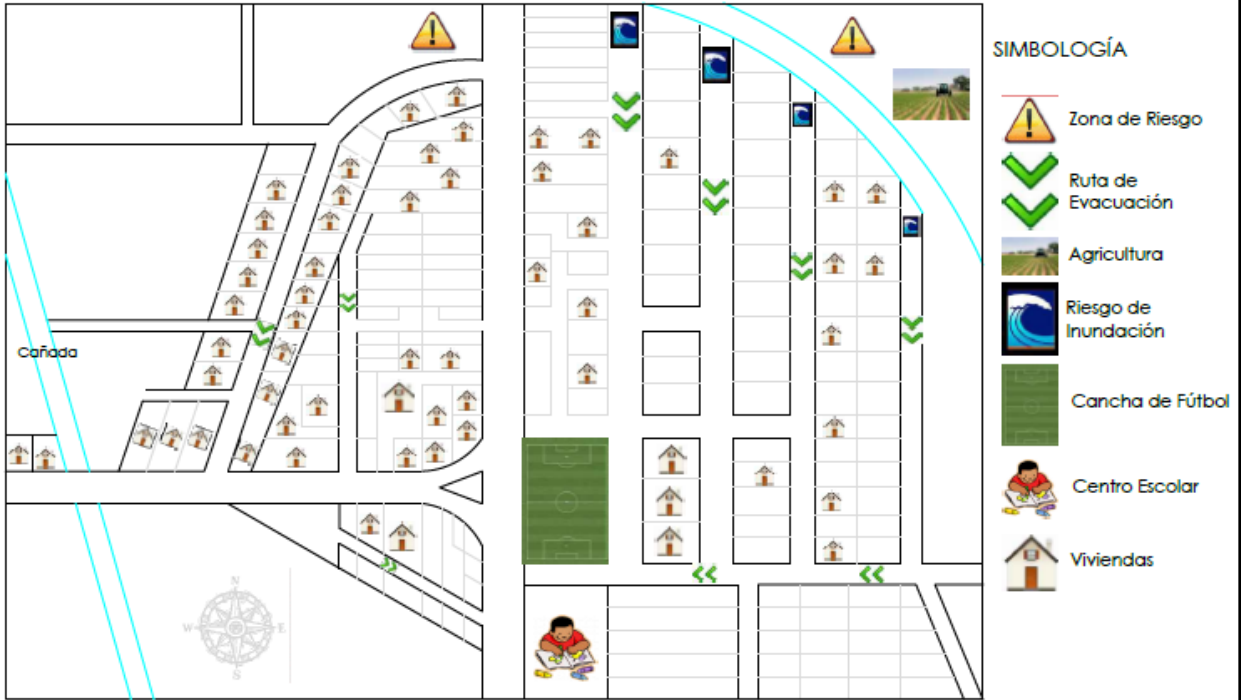 SIMBOLOGÍA
Zona de Riesgo
Ruta de
Evacuación
Agricultura
Riesgo de
Inundación
Cancha de Fútbol
Centro Escolar
Viviendas
Cañada
N
W
E
S